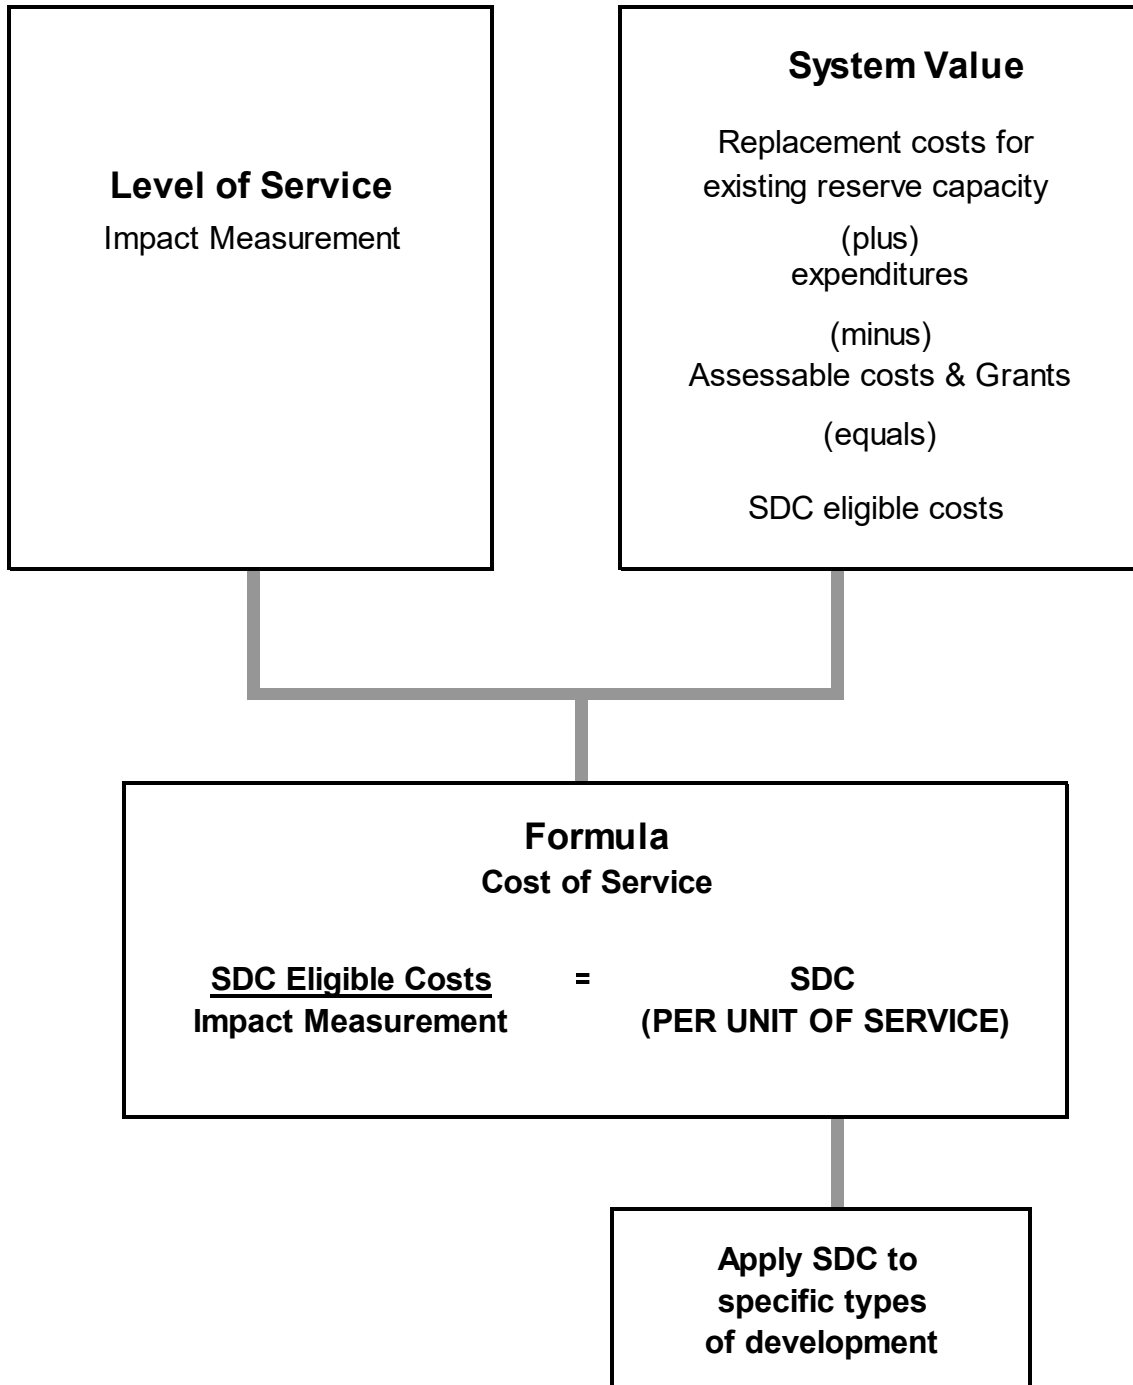 Level of Service
Impact Measurement
System Value
Replacement costs for
existing reserve capacity
(plus)
expenditures
(minus)
Assessable costs & Grants
(equals)
SDC eligible costs
Formula
Cost of Service
SDC Eligible Costs = SDC
Impact Measurement (PER UNIT OF SERVICE)
Apply SDC to
specific types
of development